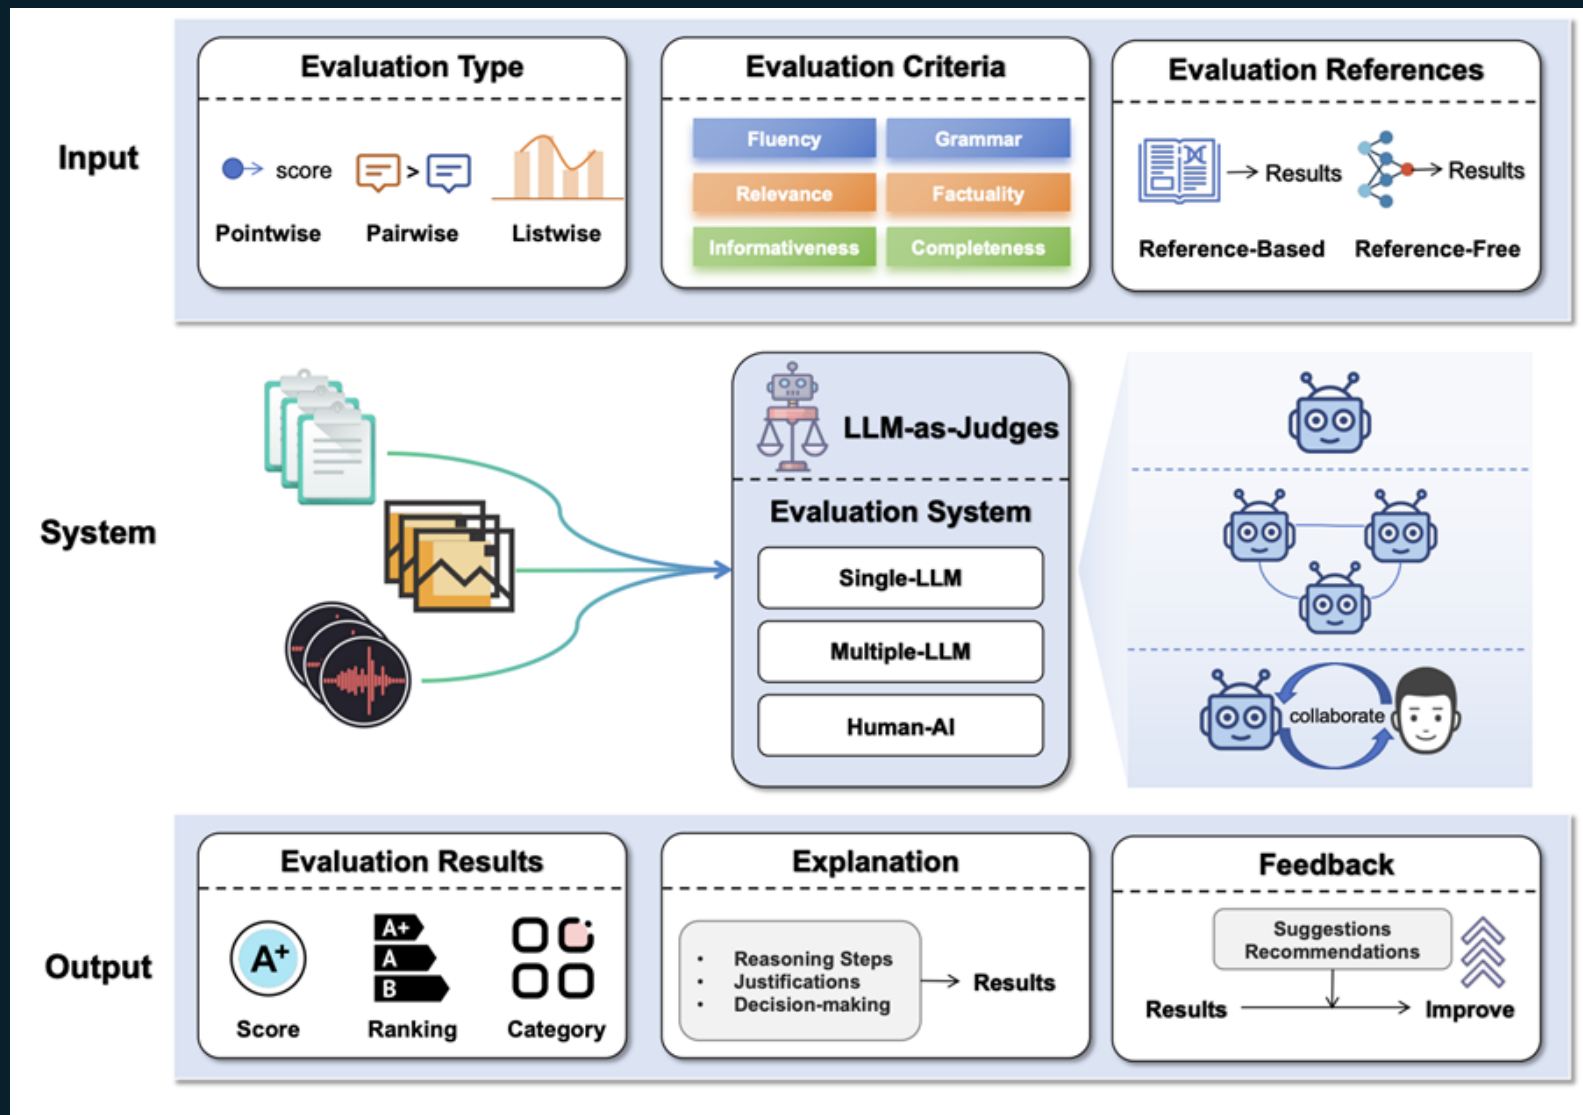 Input
Evaluation Type
score
>
Pointwise
Pairwise
Listwise
Evaluation Criteria
Fluency
Grammar
Relevance
Factuality
Informativeness
Completeness
Evaluation References
Results
Results
Reference-Based
Reference-Free
System
LLM-as-Judges
Evaluation System
Single-LLM
Multiple-LLM
Human-AI
collaborate
Output
Evaluation Results
A+
A+
A
B
Score
Ranking
Category
Explanation
• Reasoning Steps
• Justifications
• Decision-making
Results
Feedback
Suggestions
Recommendations
Results
Improve